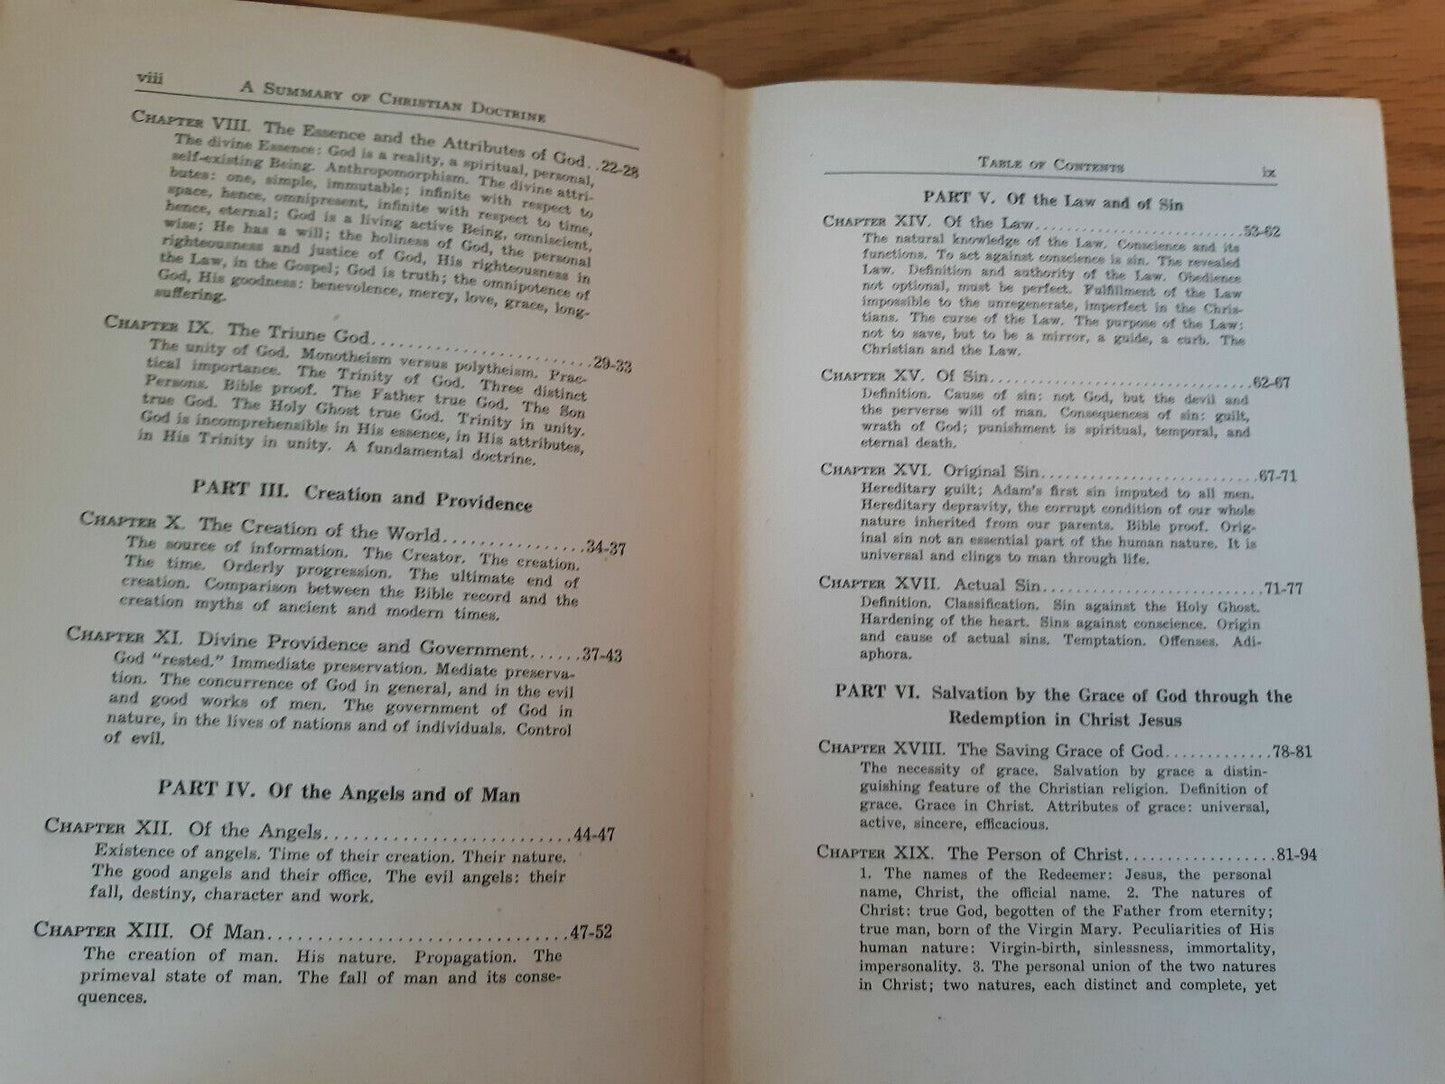 viii
A Summary of Christian Doctrine
Chapter VIII. The Essence and the Attributes of God. .22-28
The divine Essence: God is a reality, a spiritual, personal,
self-existing Being. Anthropomorphism. The divine attri-
butes: one, simple, immutable; infinite with respect to
space, hence, omnipresent, infinite with respect to time,
hence, eternal; God is a living active Being, omniscient,
wise; He has a will; the holiness of God, the personal
righteousness and justice of God, His righteousness in
the Law, in the Gospel; God is truth; the omnipotence of
God, His goodness: benevolence, mercy, love, grace, long-
suffering.
Chapter IX. The Triune God..........................29-33
The unity of God. Monotheism versus polytheism. Prac-
tical importance. The Trinity of God. Three distinct
Persons. Bible proof. The Father true God. The Son
true God. The Holy Ghost true God. Trinity in unity.
God is incomprehensible in His essence, in His attributes,
in His Trinity in unity. A fundamental doctrine.
PART III. Creation and Providence
Chapter X. The Creation of the World................34-37
The source of information. The Creator. The creation.
The time. Orderly progression. The ultimate end of
creation. Comparison between the Bible record and the
creation myths of ancient and modern times.
Chapter XI. Divine Providence and Government......37-43
God "rested." Immediate preservation. Mediate preserva-
tion. The concurrence of God in general, and in the evil
and good works of men. The government of God in
nature, in the lives of nations and of individuals. Control
of evil.
PART IV. Of the Angels and of Man
Chapter XII. Of the Angels..........................44-47
Existence of angels. Time of their creation. Their nature.
The good angels and their office. The evil angels: their
fall, destiny, character and work.
Chapter XIII. Of Man...............................47-52
The creation of man. His nature. Propagation. The
primeval state of man. The fall of man and its conse-
quences.
Table of Contents
ix
PART V. Of the Law and of Sin
Chapter XIV. Of the Law..........................53-62
The natural knowledge of the Law. Conscience and its
functions. To act against conscience is sin. The revealed
Law. Definition and authority of the Law. Obedience
not optional, must be perfect. Fulfillment of the Law
impossible to the unregenerate, imperfect in the Chris-
tians. The curse of the Law. The purpose of the Law:
not to save, but to be a mirror, a guide, a curb. The
Christian and the Law.
Chapter XV. Of Sin................................62-67
Definition. Cause of sin: not God, but the devil and
the perverse will of man. Consequences of sin: guilt,
wrath of God; punishment is spiritual, temporal, and
eternal death.
Chapter XVI. Original Sin..........................67-71
Hereditary guilt; Adam's first sin imputed to all men.
Hereditary depravity, the corrupt condition of our whole
nature inherited from our parents. Bible proof. Orig-
inal sin not an essential part of the human nature. It is
universal and clings to man through life.
Chapter XVII. Actual Sin...........................71-77
Definition. Classification. Sin against the Holy Ghost.
Hardening of the heart. Sins against conscience. Origin
and cause of actual sins. Temptation. Offenses. Adi-
aphora.
PART VI. Salvation by the Grace of God through the
Redemption in Christ Jesus
Chapter XVIII. The Saving Grace of God.............78-81
The necessity of grace. Salvation by grace a distin-
guishing feature of the Christian religion. Definition of
grace. Grace in Christ. Attributes of grace: universal,
active, sincere, efficacious.
Chapter XIX. The Person of Christ..................81-94
1. The names of the Redeemer: Jesus, the personal
name, Christ, the official name. 2. The natures of
Christ: true God, begotten of the Father from eternity;
true man, born of the Virgin Mary. Peculiarities of His
human nature: Virgin-birth, sinlessness, immortality,
impersonality. 3. The personal union of the two natures
in Christ; two natures, each distinct and complete, yet